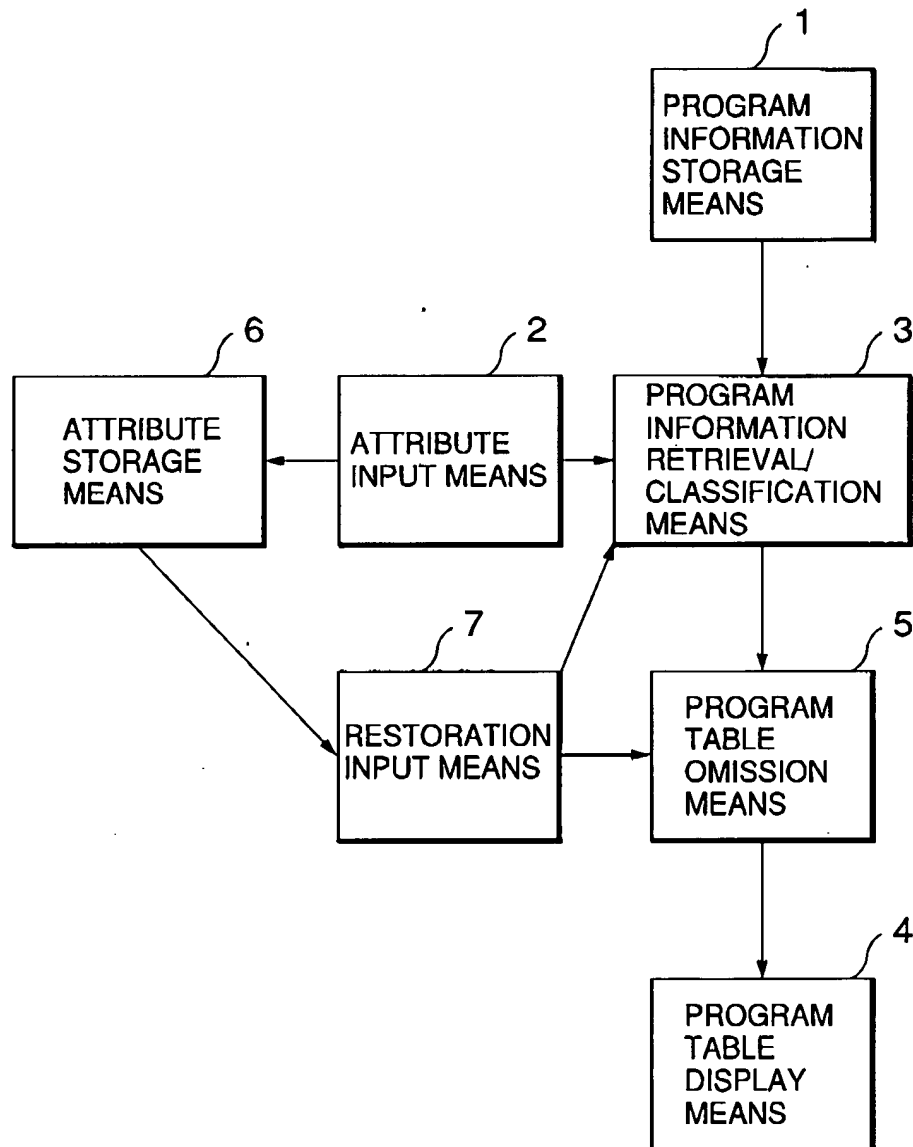 1
PROGRAM
INFORMATION
STORAGE
MEANS
6
ATTRIBUTE
STORAGE
MEANS
2
ATTRIBUTE
INPUT MEANS
3
PROGRAM
INFORMATION
RETRIEVAL/
CLASSIFICATION
MEANS
7
RESTORATION
INPUT MEANS
5
PROGRAM
TABLE
OMISSION
MEANS
4
PROGRAM
TABLE
DISPLAY
MEANS